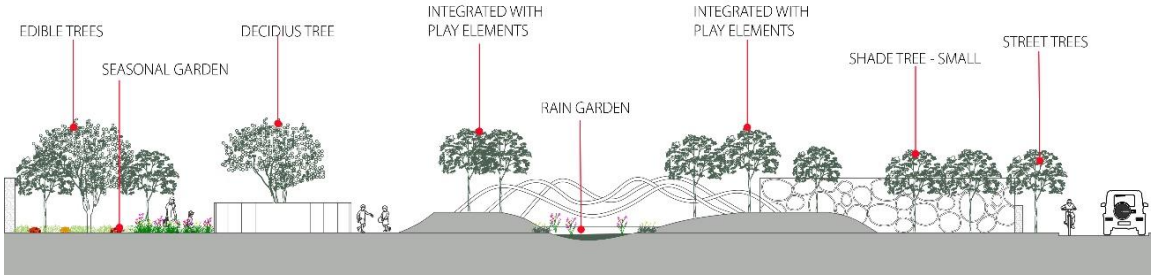 EDIBLE TREES
SEASONAL GARDEN
DECIDIUS TREE
INTEGRATED WITH
PLAY ELEMENTS
RAIN GARDEN
INTEGRATED WITH
PLAY ELEMENTS
SHADE TREE - SMALL
STREET TREES